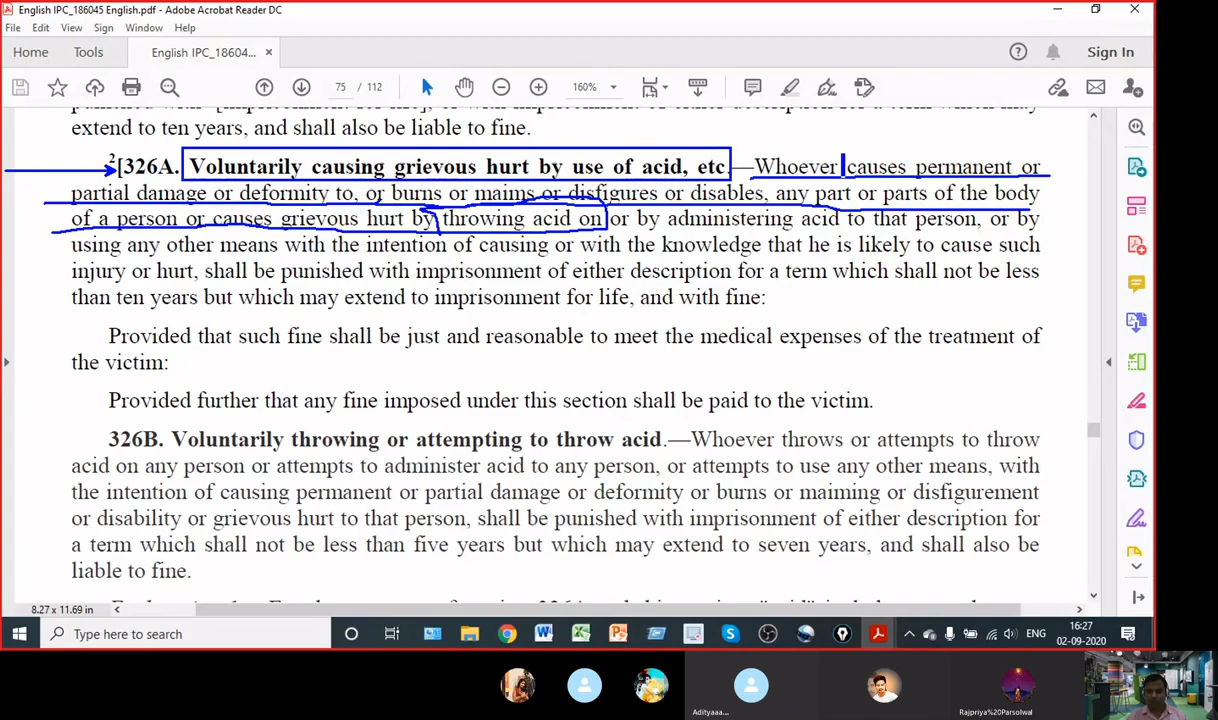 English IPC_186045 English.pdf - Adobe Acrobat Reader DC
File Edit View Sign Window Help
Home Tools English IPC_18604... × Sign In
75 / 112 160%
extend to ten years, and shall also be liable to fine.
2[326A. Voluntarily causing grievous hurt by use of acid, etc.—Whoever causes permanent or
partial damage or deformity to, or burns or maims or disfigures or disables, any part or parts of the body
of a person or causes grievous hurt by throwing acid on or by administering acid to that person, or by
using any other means with the intention of causing or with the knowledge that he is likely to cause such
injury or hurt, shall be punished with imprisonment of either description for a term which shall not be less
than ten years but which may extend to imprisonment for life, and with fine:
Provided that such fine shall be just and reasonable to meet the medical expenses of the treatment of
the victim:
Provided further that any fine imposed under this section shall be paid to the victim.
326B. Voluntarily throwing or attempting to throw acid.—Whoever throws or attempts to throw
acid on any person or attempts to administer acid to any person, or attempts to use any other means, with
the intention of causing permanent or partial damage or deformity or burns or maiming or disfigurement
or disability or grievous hurt to that person, shall be punished with imprisonment of either description for
a term which shall not be less than five years but which may extend to seven years, and shall also be
liable to fine.
8.27 x 11.69 in
Type here to search
ENG
16:27
02-09-2020
Adityaaa...
Rajpriya%20Parsolwal